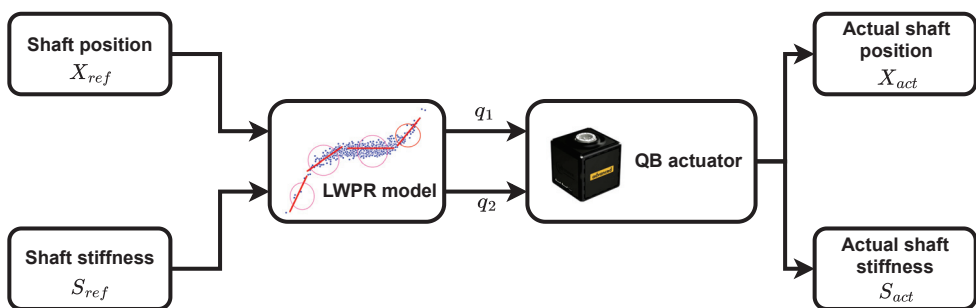 Shaft position
X_ref
Shaft stiffness
S_ref
LWPR model
q_1
q_2
QB actuator
Actual shaft
position
X_act
Actual shaft
stiffness
S_act